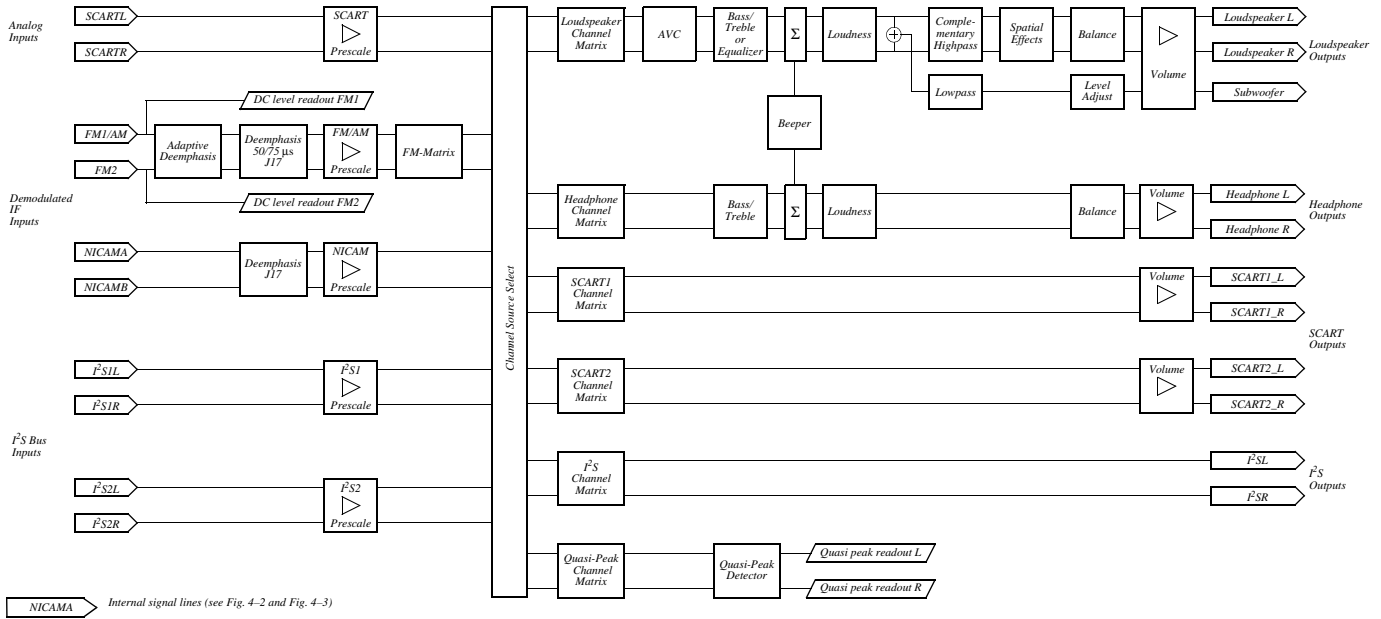 Analog
Inputs
SCARTL
SCARTR
SCART
Prescale
DC level readout FM1
FM1/AM
FM2
Adaptive
Deemphasis
Deemphasis
50/75 µs
J17
FM/AM
Prescale
FM-Matrix
DC level readout FM2
Demodulated
IF
Inputs
NICAMA
NICAMB
Deemphasis
J17
NICAM
Prescale
I²S1L
I²S1R
I²S1
Prescale
I²S Bus
Inputs
I²S2L
I²S2R
I²S2
Prescale
Channel Source Select
Loudspeaker
Channel
Matrix
AVC
Bass/
Treble
or
Equalizer
Σ
Loudness
Comple-
mentary
Highpass
Spatial
Effects
Balance
Volume
Loudspeaker L
Loudspeaker R
Loudspeaker
Outputs
Lowpass
Level
Adjust
Subwoofer
Beeper
Headphone
Channel
Matrix
Bass/
Treble
Σ
Loudness
Balance
Volume
Headphone L
Headphone R
Headphone
Outputs
SCART1
Channel
Matrix
Volume
SCART1_L
SCART1_R
SCART
Outputs
SCART2
Channel
Matrix
Volume
SCART2_L
SCART2_R
I²S
Channel
Matrix
I²SL
I²SR
I²S
Outputs
Quasi-Peak
Channel
Matrix
Quasi-Peak
Detector
Quasi peak readout L
Quasi peak readout R
NICAMA
Internal signal lines (see Fig. 4–2 and Fig. 4–3)